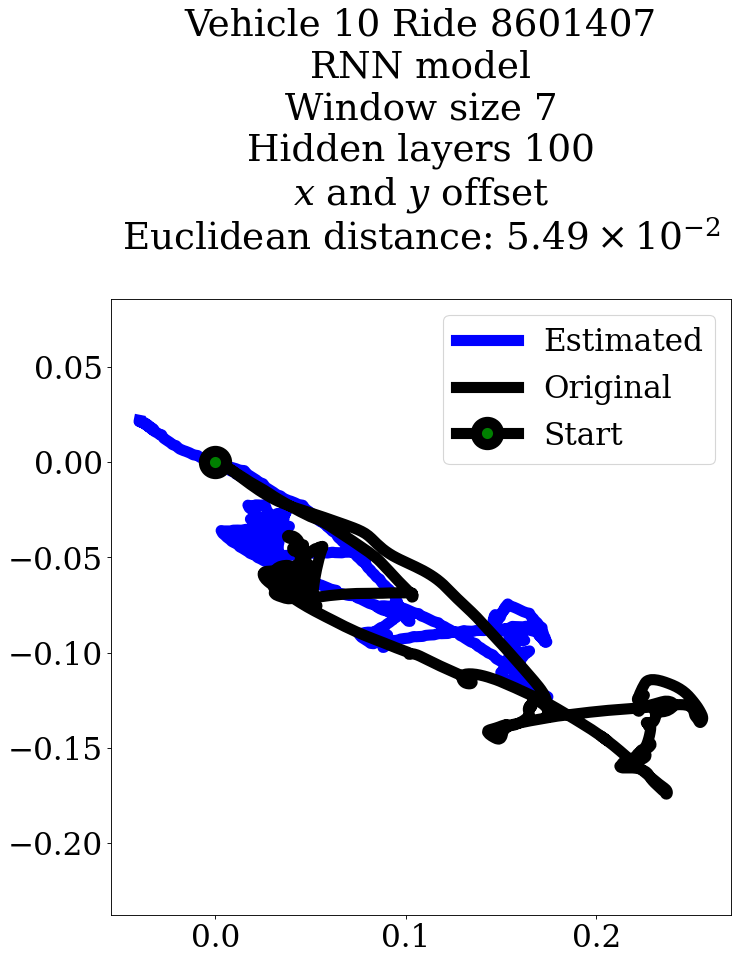 Vehicle 10 Ride 8601407
RNN model
Window size 7
Hidden layers 100
x and y offset
Euclidean distance: 5.49 × 10⁻²
Estimated
Original
Start
0.05
0.00
−0.05
−0.10
−0.15
−0.20
0.0 0.1 0.2